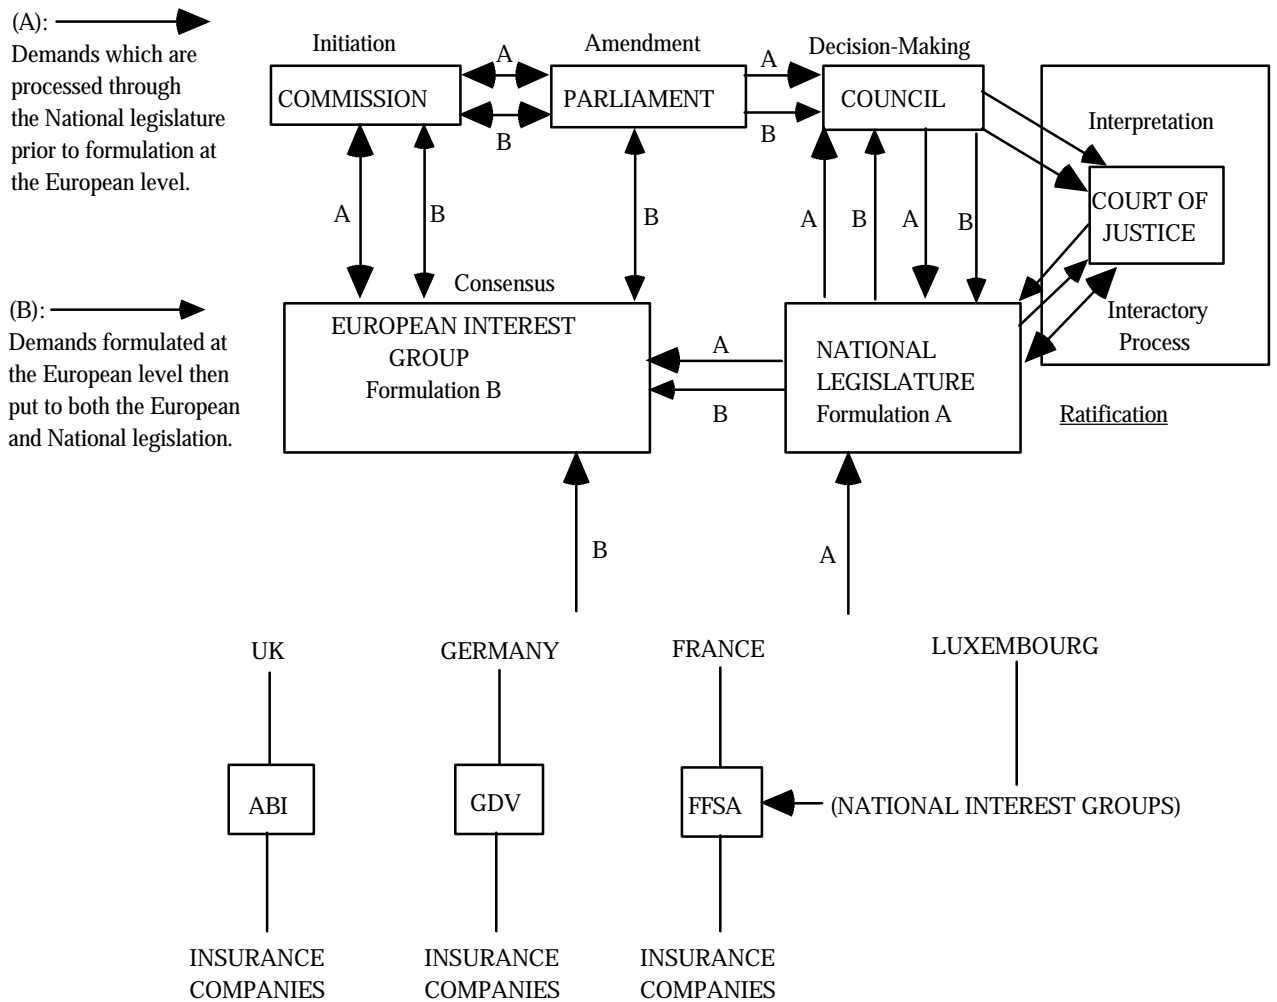 (A):
Demands which are
processed through
the National legislature
prior to formulation at
the European level.
(B):
Demands formulated at
the European level then
put to both the European
and National legislation.
Initiation
COMMISSION
A
B
Amendment
PARLIAMENT
A
B
Decision-Making
COUNCIL
Interpretation
COURT OF
JUSTICE
Interactory
Process
Ratification
A
B
B
A
B
A
B
Consensus
EUROPEAN INTEREST
GROUP
Formulation B
A
B
NATIONAL
LEGISLATURE
Formulation A
B
A
UK
GERMANY
FRANCE
LUXEMBOURG
ABI
GDV
FFSA
(NATIONAL INTEREST GROUPS)
INSURANCE
COMPANIES
INSURANCE
COMPANIES
INSURANCE
COMPANIES